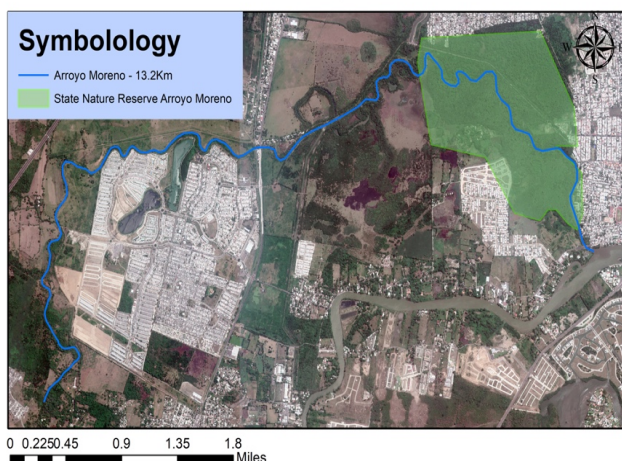 Symbolology
Arroyo Moreno - 13.2Km
State Nature Reserve Arroyo Moreno
N
W
E
S
0 0.2250.45 0.9 1.35 1.8
Miles